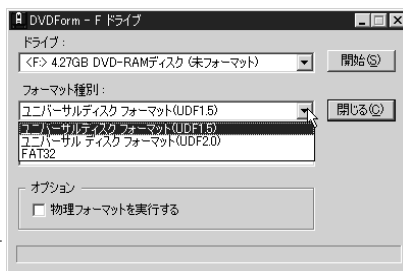 DVDForm - F ドライブ
ドライブ :
<F:> 4.27GB DVD-RAMディスク (未フォーマット)
開始(S)
フォーマット種別 :
ユニバーサルディスク フォーマット(UDF1.5)
閉じる(C)
ユニバーサルディスク フォーマット(UDF1.5)
ユニバーサル ディスク フォーマット(UDF2.0)
FAT32
オプション
物理フォーマットを実行する